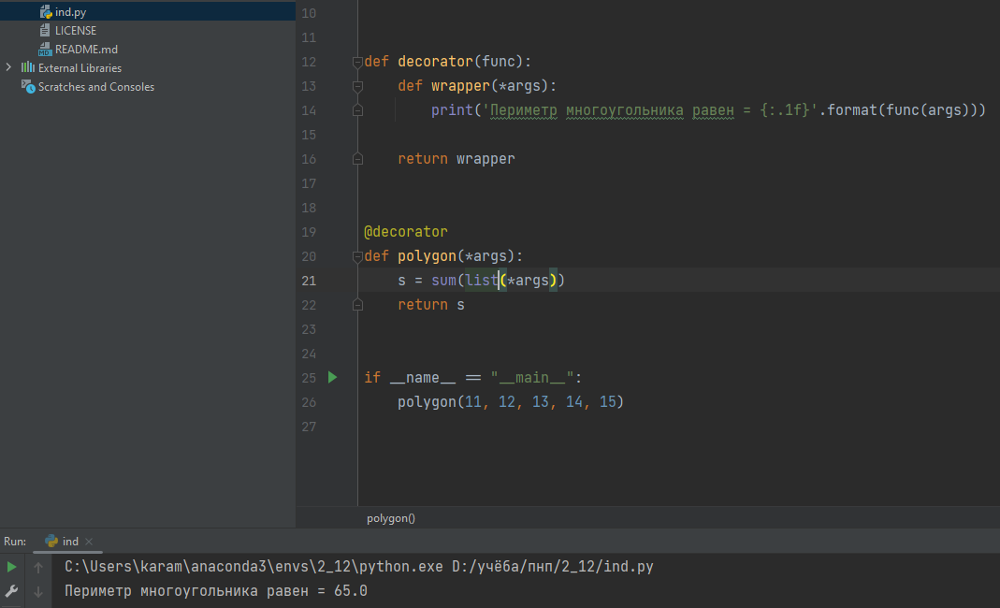 ind.py
LICENSE
README.md
External Libraries
Scratches and Consoles
10
11
12 def decorator(func):
13     def wrapper(*args):
14         print('Периметр многоугольника равен = {:.1f}'.format(func(args)))
15
16     return wrapper
17
18
19 @decorator
20 def polygon(*args):
21     s = sum(list(*args))
22     return s
23
24
25 if __name__ == "__main__":
26     polygon(11, 12, 13, 14, 15)
27
polygon()
Run: ind
C:\Users\karam\anaconda3\envs\2_12\python.exe D:/учёба/пнп/2_12/ind.py
Периметр многоугольника равен = 65.0